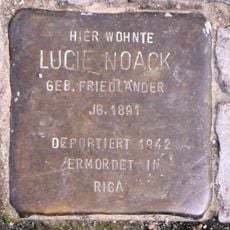 HIER WOHNTE
LUCIE NOACK
GEB. FRIEDLÄNDER
JG. 1891
DEPORTIERT 1942
ERMORDET IN
RIGA